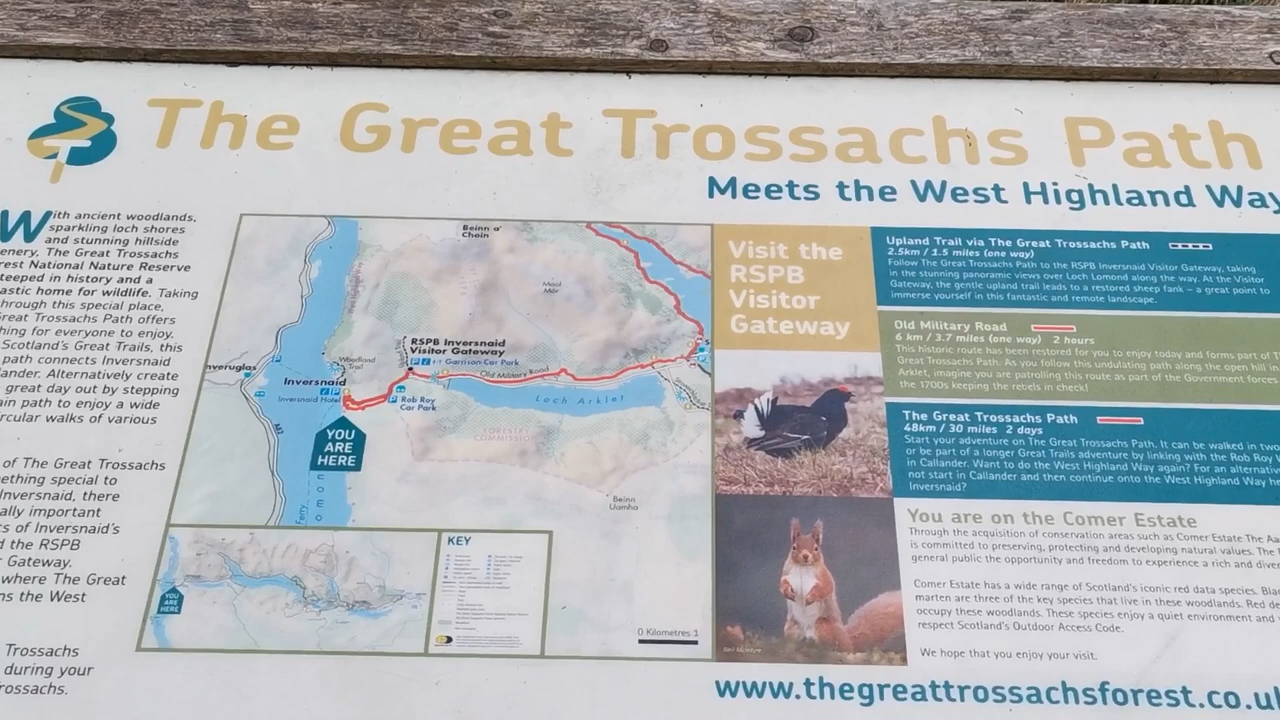 The Great Trossachs Path
Meets the West Highland Way
With ancient woodlands,
sparkling loch shores
and stunning hillside
enery. The Great Trossachs
rest National Nature Reserve
teeped in history and a
astic home for wildlife. Taking
hrough this special place,
Great Trossachs Path offers
hing for everyone to enjoy.
Scotland's Great Trails, this
path connects Inversnaid
ander. Alternatively create
great day out by stepping
ain path to enjoy a wide
rcular walks of various
of The Great Trossachs
ething special to
Inversnaid, there
ally important
s of Inversnaid's
d the RSPB
Gateway.
where The Great
ns the West
Trossachs
during your
rossachs.
Beinn a'
Choin
Maol
Mòr
RSPB Inversnaid
Visitor Gateway
Garrison Car Park
Old Military Road
Woodland
Trail
nveruglas
Inversnaid
Inversnaid Hotel
Rob Roy
Car Park
Loch Arklet
FORESTRY
COMMISSION
YOU
ARE
HERE
Beinn
Uamha
Ferry
KEY
YOU
ARE
HERE
0 Kilometres 1
Visit the
RSPB
Visitor
Gateway
Neil McIntyre
Upland Trail via The Great Trossachs Path
2.5km / 1.5 miles (one way)
Follow The Great Trossachs Path to the RSPB Inversnaid Visitor Gateway, taking
in the stunning panoramic views over Loch Lomond along the way. At the Visitor
Gateway, the gentle upland trail leads to a restored sheep fank – a great point to
immerse yourself in this fantastic and remote landscape.
Old Military Road
6 km / 3.7 miles (one way) 2 hours
This historic route has been restored for you to enjoy today and forms part of T
Great Trossachs Path. As you follow this undulating path along the open hill in
Arklet, imagine you are patrolling this route as part of the Government forces
the 1700s keeping the rebels in check!
The Great Trossachs Path
48km / 30 miles 2 days
Start your adventure on The Great Trossachs Path. It can be walked in two
or be part of a longer Great Trails adventure by linking with the Rob Roy W
in Callander. Want to do the West Highland Way again? For an alternativ
not start in Callander and then continue onto the West Highland Way he
Inversnaid?
You are on the Comer Estate
Through the acquisition of conservation areas such as Comer Estate The Aa
is committed to preserving, protecting and developing natural values. The
general public the opportunity and freedom to experience a rich and dive
Comer Estate has a wide range of Scotland's iconic red data species. Bla
marten are three of the key species that live in these woodlands. Red d
occupy these woodlands. These species enjoy a quiet environment and
respect Scotland's Outdoor Access Code.
We hope that you enjoy your visit.
www.thegreattrossachsforest.co.uk